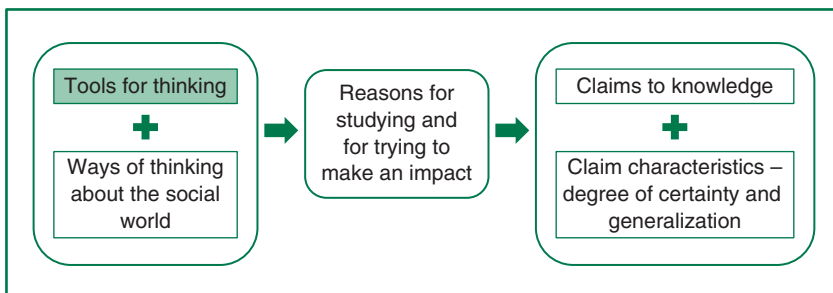 Tools for thinking
Ways of thinking
about the social
world
Reasons for
studying and
for trying to
make an impact
Claims to knowledge
Claim characteristics –
degree of certainty and
generalization